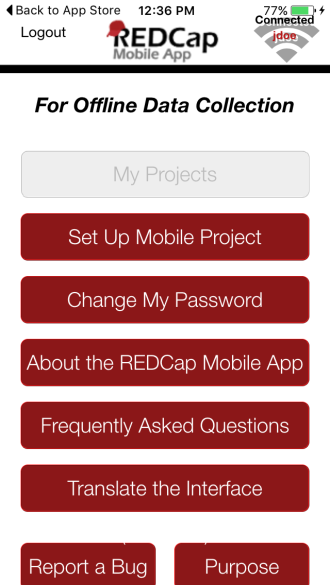 Back to App Store 12:36 PM 77%
Connected
Logout REDCap jdoe
Mobile App
For Offline Data Collection
My Projects
Set Up Mobile Project
Change My Password
About the REDCap Mobile App
Frequently Asked Questions
Translate the Interface
Report a Bug Purpose